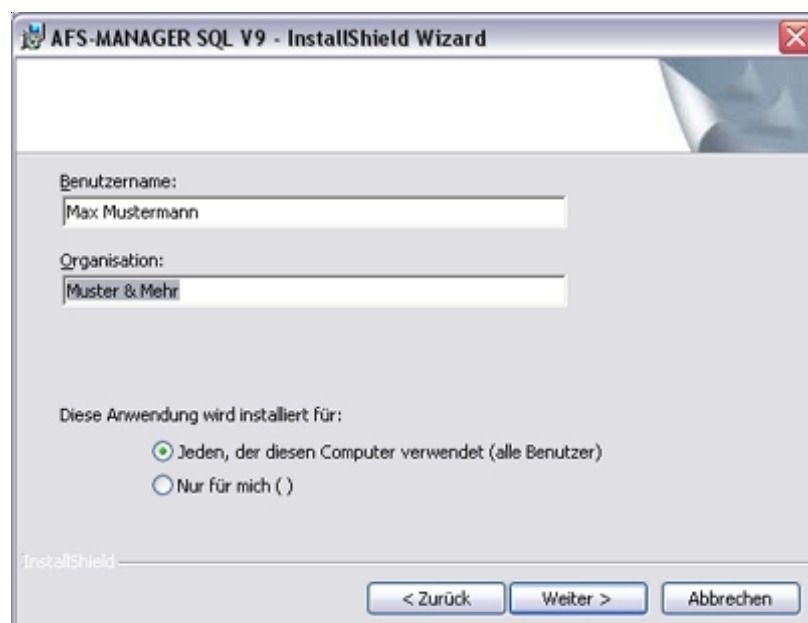 AFS-MANAGER SQL V9 - InstallShield Wizard
Benutzername:
Max Mustermann
Organisation:
Muster & Mehr
Diese Anwendung wird installiert für:
Jeden, der diesen Computer verwendet (alle Benutzer)
Nur für mich ( )
InstallShield
< Zurück Weiter > Abbrechen